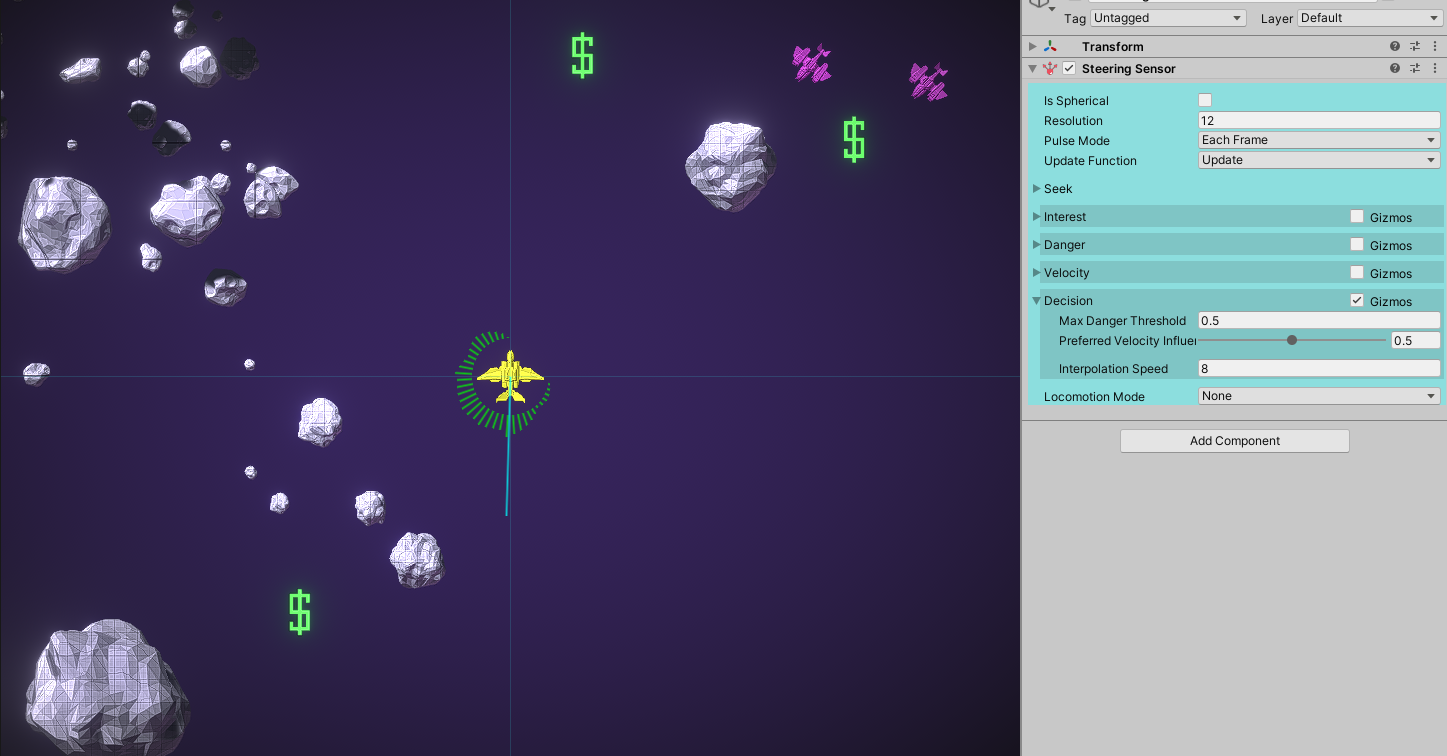 $
$
$
Tag Untagged Layer Default
Transform
Steering Sensor
Is Spherical
Resolution 12
Pulse Mode Each Frame
Update Function Update
Seek
Interest Gizmos
Danger Gizmos
Velocity Gizmos
Decision Gizmos
Max Danger Threshold 0.5
Preferred Velocity Influe 0.5
Interpolation Speed 8
Locomotion Mode None
Add Component